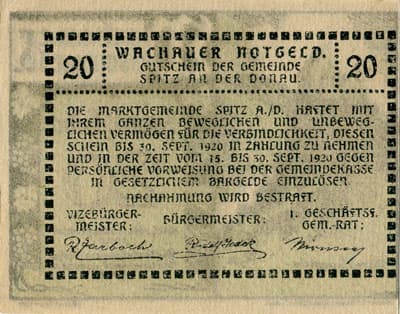 WACHAUER NOTGELD.
20 GUTSCHEIN DER GEMEINDE 20
SPITZ AN DER DONAU.
DIE MARKTGEMEINDE SPITZ A./D. HAFTET MIT
IHREM GANZEN BEWEGLICHEN UND UNBEWEG-
LICHEN VERMÖGEN FÜR DIE VERBINDLICHKEIT, DIESEN
SCHEIN BIS 30. SEPT. 1920 IN ZAHLUNG ZU NEHMEN
UND IN DER ZEIT VOM 15. BIS 30. SEPT. 1920 GEGEN
PERSÖNLICHE VORWEISUNG BEI DER GEMEINDEKASSE
IN GESETZLICHEM BARGELDE EINZULÖSEN.
NACHAHMUNG WIRD BESTRAFT.
VIZEBÜRGER- BÜRGERMEISTER: 1. GESCHÄFTSF.
MEISTER: GEM.-RAT: